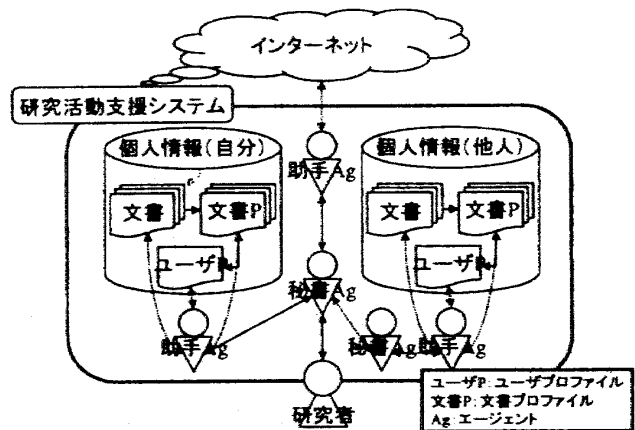 インターネット
研究活動支援システム
個人情報(自分)
個人情報(他人)
助手Ag
文書
文書P
文書
文書P
ユーザP
ユーザP
秘書Ag
助手Ag
秘書Ag
助手Ag
研究者
ユーザP: ユーザプロファイル
文書P: 文書プロファイル
Ag: エージェント